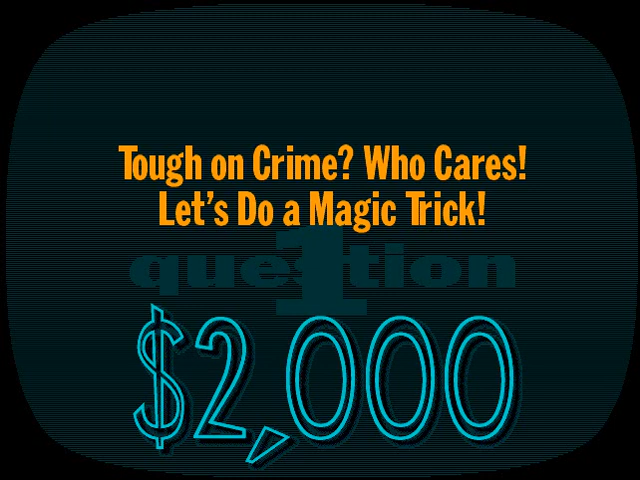 Tough on Crime? Who Cares!
Let's Do a Magic Trick!
question
1
$2,000